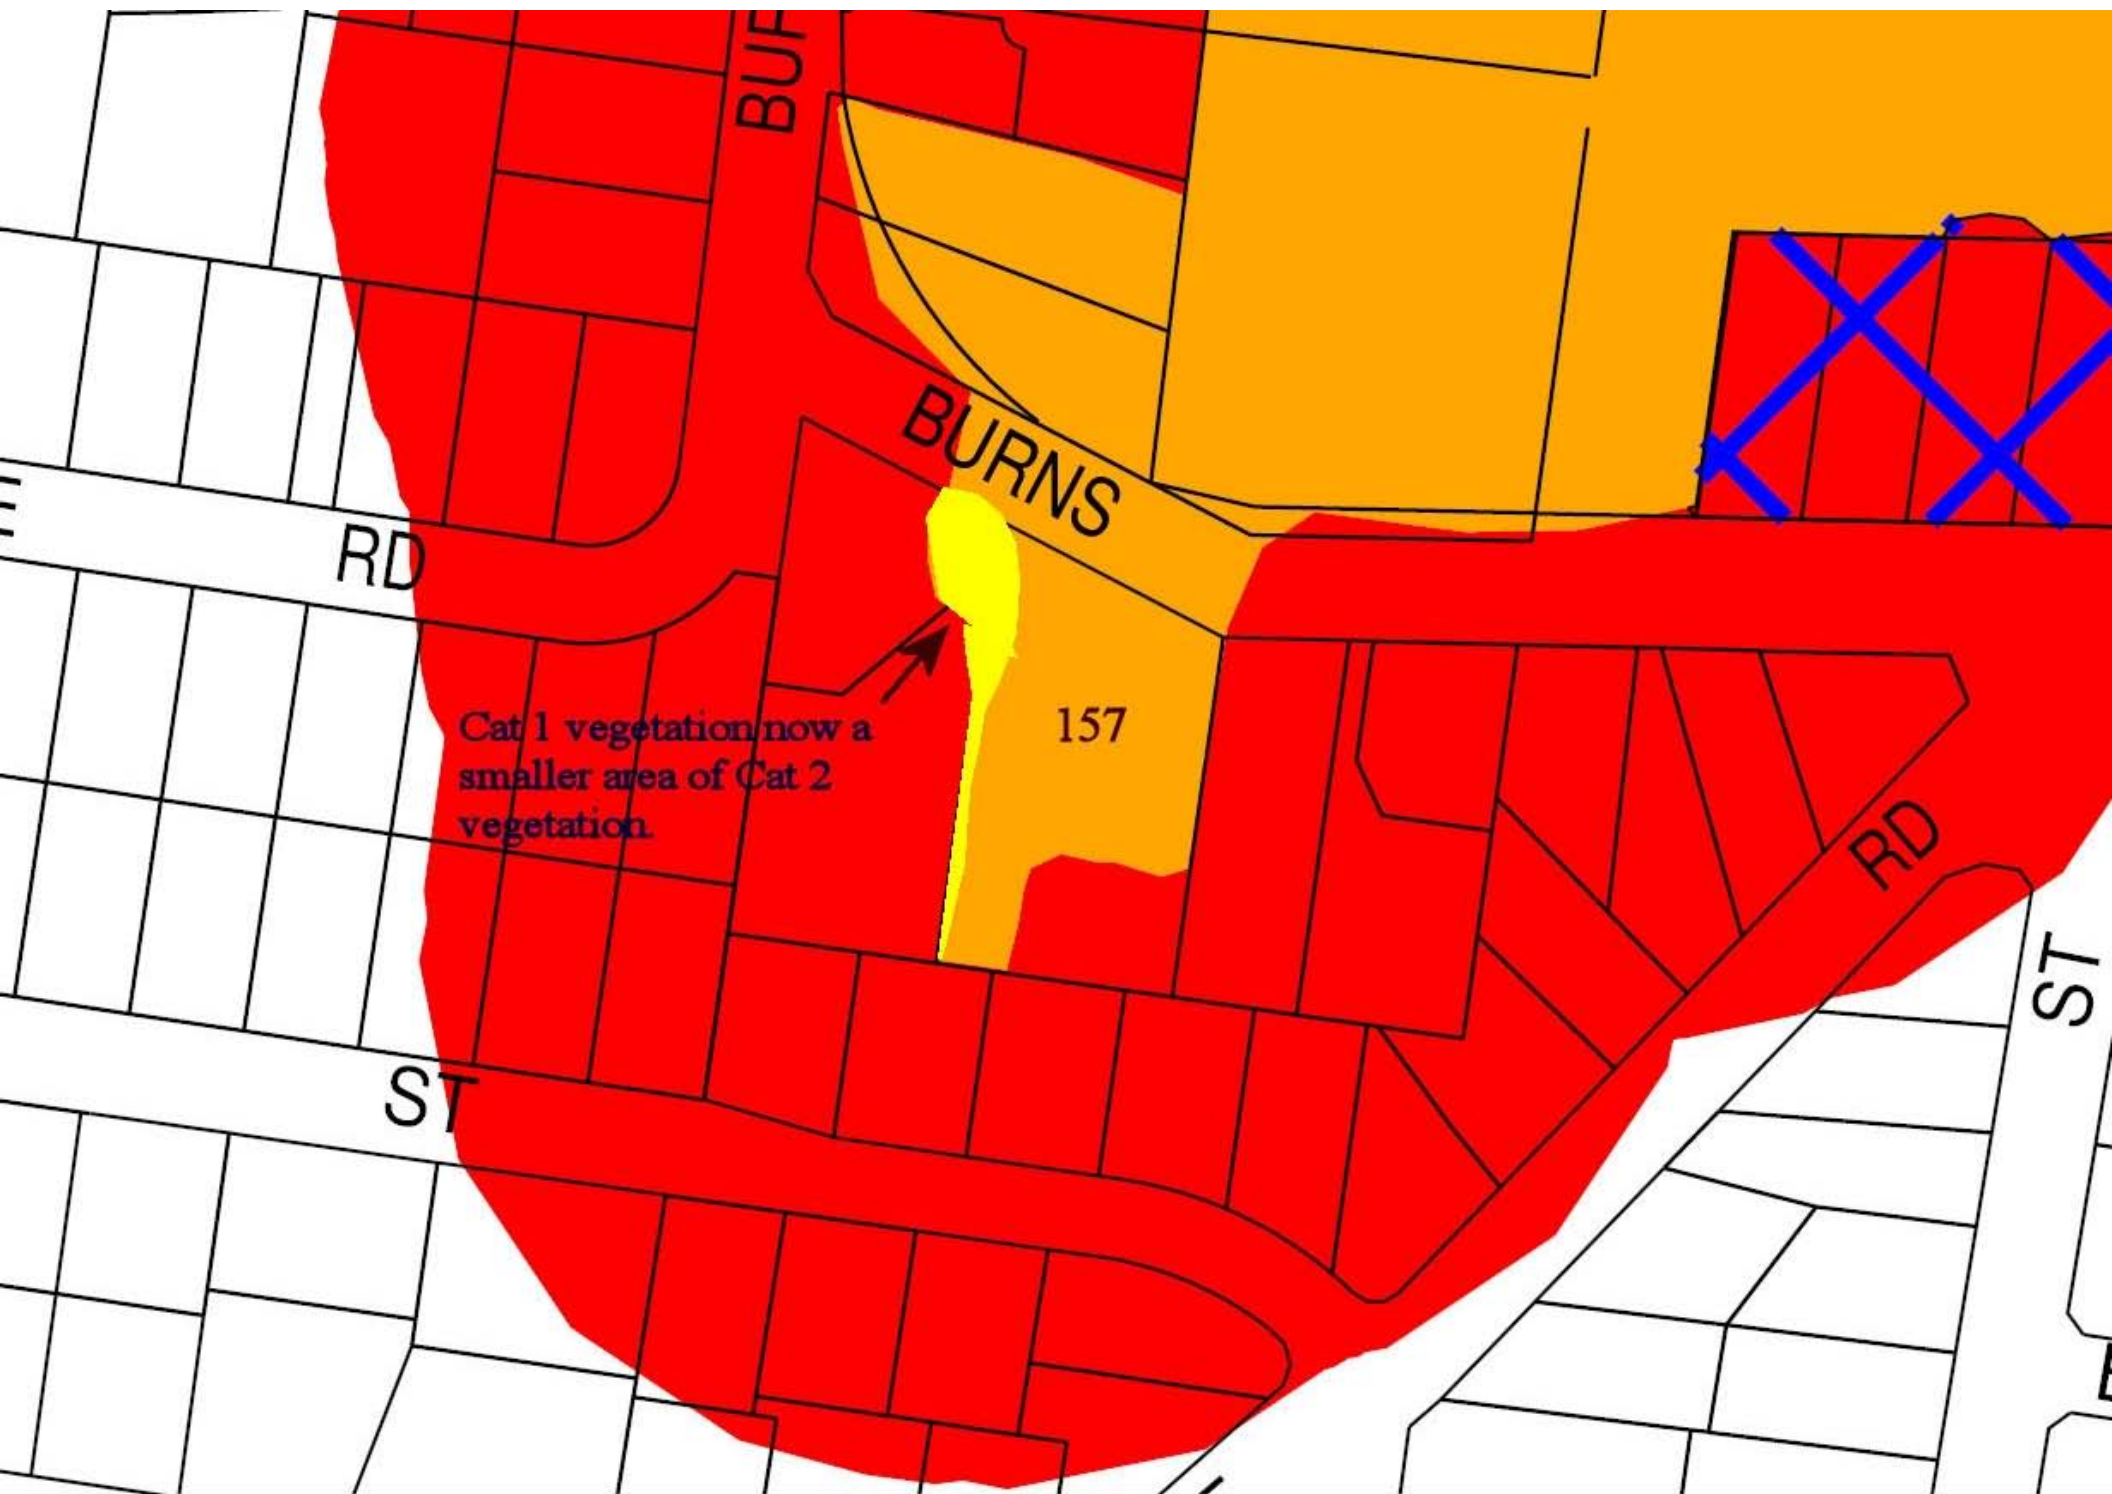 BUR
BURNS
E
RD
157
Cat 1 vegetation now a
smaller area of Cat 2
vegetation.
RD
ST
ST